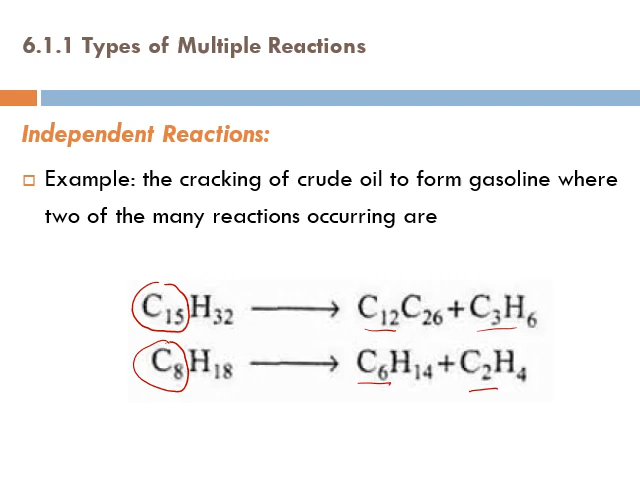 6.1.1 Types of Multiple Reactions
Independent Reactions:
Example: the cracking of crude oil to form gasoline where
two of the many reactions occurring are
C₁₅H₃₂ ⟶ C₁₂C₂₆+C₃H₆
C₈H₁₈ ⟶ C₆H₁₄+C₂H₄